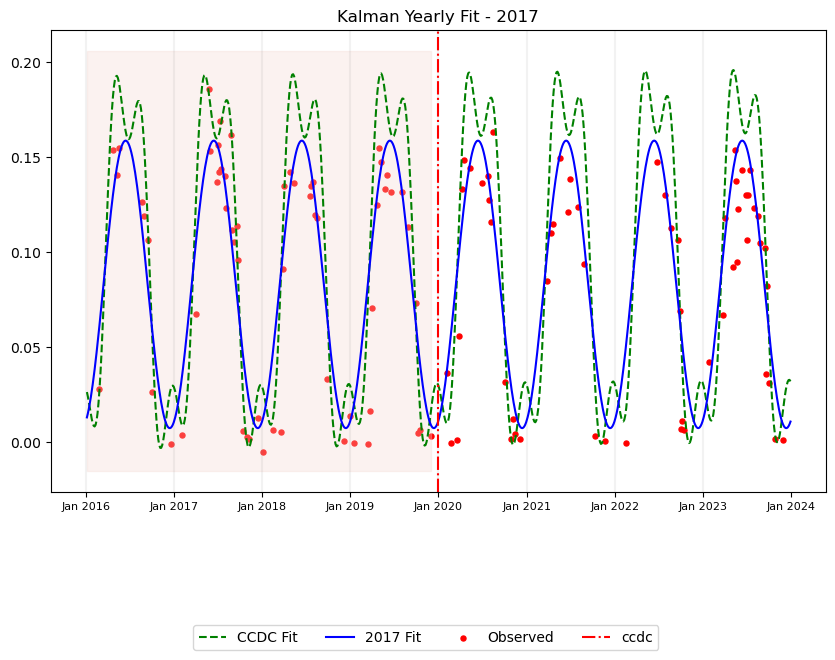 Kalman Yearly Fit - 2017
0.20
0.15
0.10
0.05
0.00
Jan 2016 Jan 2017 Jan 2018 Jan 2019 Jan 2020 Jan 2021 Jan 2022 Jan 2023 Jan 2024
CCDC Fit 2017 Fit Observed ccdc